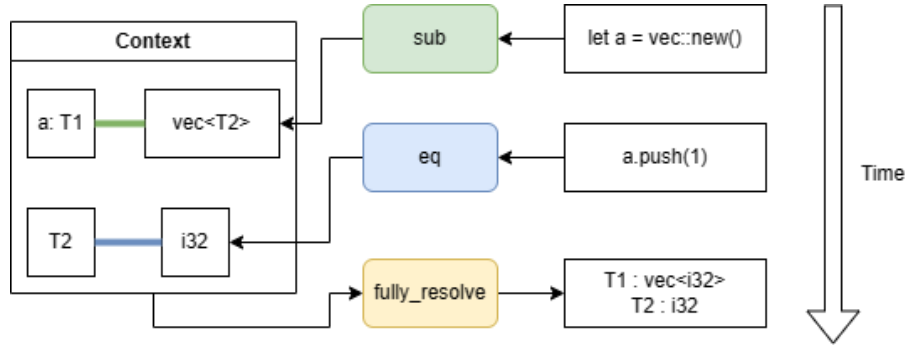 Context
sub
let a = vec::new()
a: T1
vec<T2>
eq
a.push(1)
Time
T2
i32
fully_resolve
T1 : vec<i32>
T2 : i32